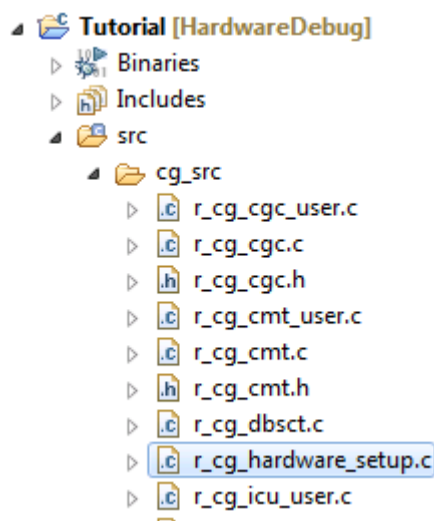 Tutorial [HardwareDebug]
Binaries
Includes
src
cg_src
r_cg_cgc_user.c
r_cg_cgc.c
r_cg_cgc.h
r_cg_cmt_user.c
r_cg_cmt.c
r_cg_cmt.h
r_cg_dbsct.c
r_cg_hardware_setup.c
r_cg_icu_user.c